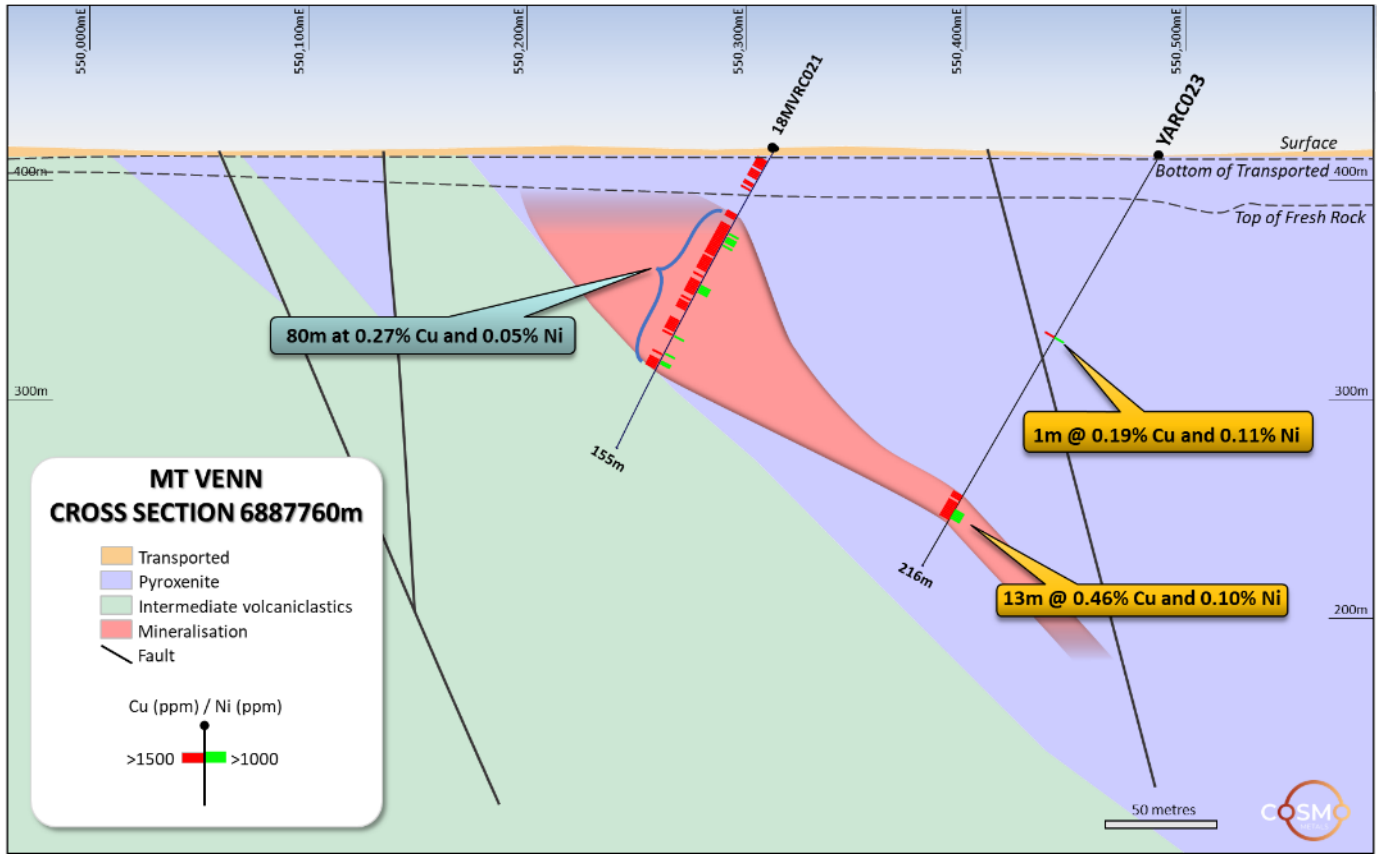 550,000mE
550,100mE
550,200mE
550,300mE
550,400mE
550,500mE
18MVRC021
YARC023
Surface
Bottom of Transported
Top of Fresh Rock
400m
400m
300m
300m
200m
80m at 0.27% Cu and 0.05% Ni
1m @ 0.19% Cu and 0.11% Ni
13m @ 0.46% Cu and 0.10% Ni
155m
216m
MT VENN
CROSS SECTION 6887760m
Transported
Pyroxenite
Intermediate volcaniclastics
Mineralisation
Fault
Cu (ppm) / Ni (ppm)
>1500
>1000
50 metres
COSMO
METALS